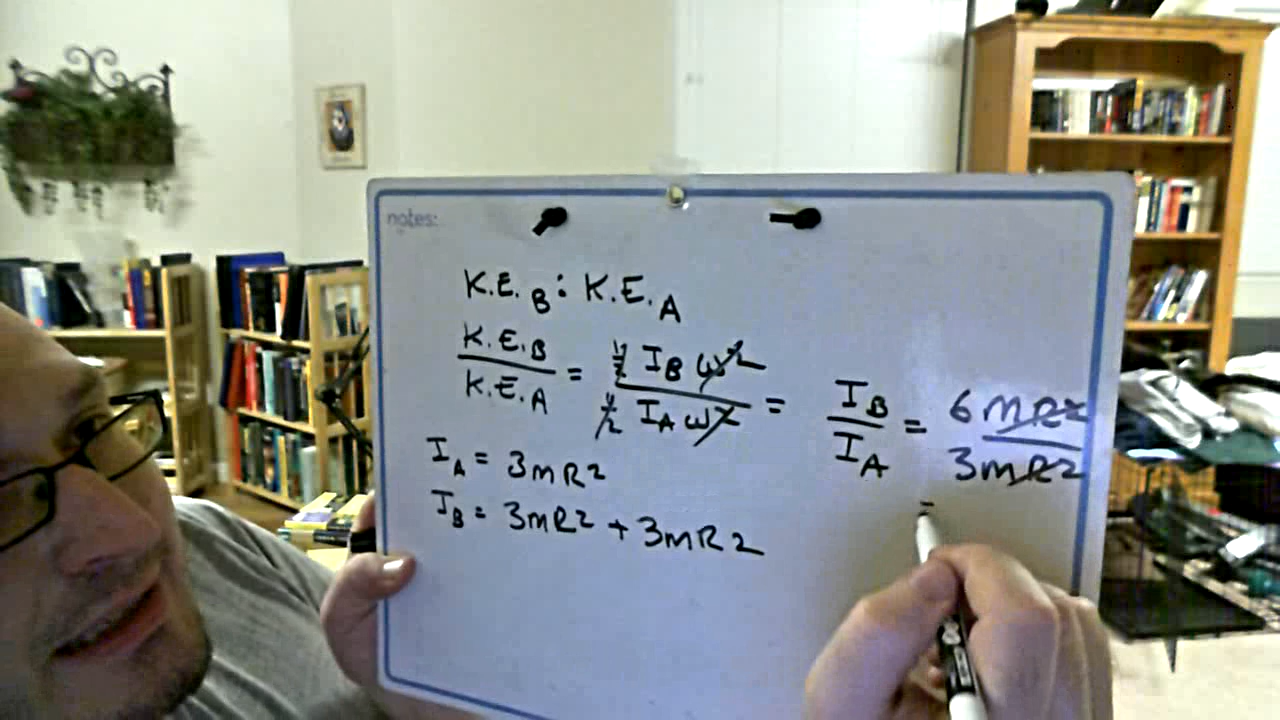 notes:
K.E.B : K.E.A
K.E.B / K.E.A = 1/2 IB ω2 / 1/2 IA ω2 = IB / IA = 6mR2 / 3mR2
IA = 3mR2
IB = 3mR2 + 3mR2
=